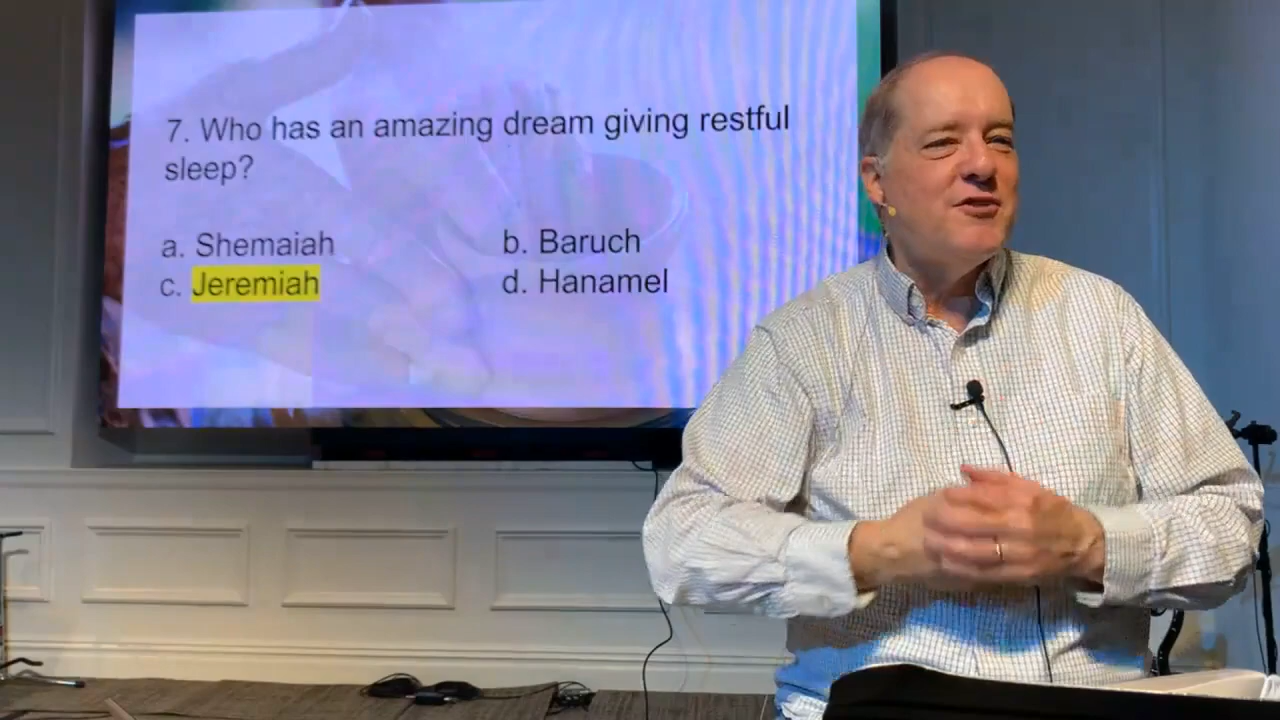 7. Who has an amazing dream giving restful
sleep?
a. Shemaiah b. Baruch
c. Jeremiah d. Hanamel